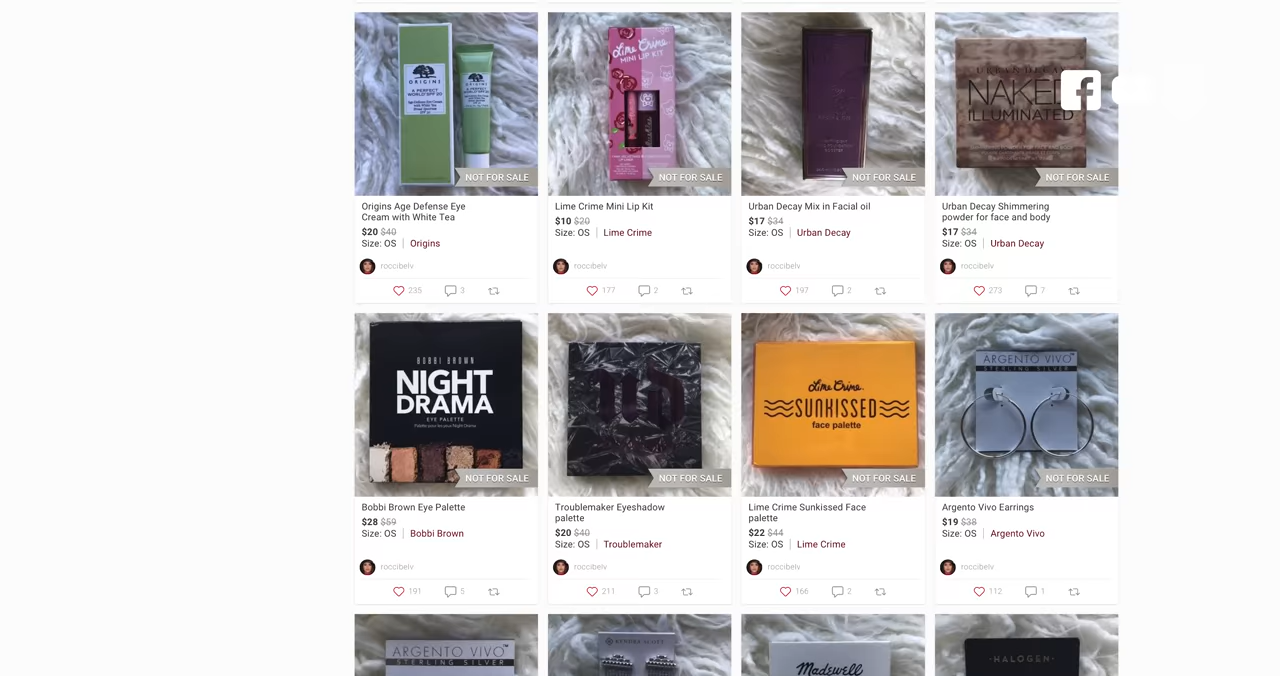 ORIGINS
A PERFECT
WORLD SPF 20
NOT FOR SALE
Lime Crime
MINI LIP KIT
NOT FOR SALE
NOT FOR SALE
URBAN DECAY
NAKED
ILLUMINATED
NOT FOR SALE
Origins Age Defense Eye
Cream with White Tea
$20 $40
Size: OS | Origins
roccibelv
235 3
Lime Crime Mini Lip Kit
$10 $20
Size: OS | Lime Crime
roccibelv
177 2
Urban Decay Mix in Facial oil
$17 $34
Size: OS | Urban Decay
roccibelv
197 2
Urban Decay Shimmering
powder for face and body
$17 $34
Size: OS | Urban Decay
roccibelv
273 7
BOBBI BROWN
NIGHT
DRAMA
EYE PALETTE
NOT FOR SALE
UD
NOT FOR SALE
Lime Crime
SUNKISSED
face palette
NOT FOR SALE
ARGENTO VIVO™
STERLING SILVER
NOT FOR SALE
Bobbi Brown Eye Palette
$28 $59
Size: OS | Bobbi Brown
roccibelv
191 5
Troublemaker Eyeshadow
palette
$20 $40
Size: OS | Troublemaker
roccibelv
211 3
Lime Crime Sunkissed Face
palette
$22 $44
Size: OS | Lime Crime
roccibelv
166 2
Argento Vivo Earrings
$19 $38
Size: OS | Argento Vivo
roccibelv
112 1
ARGENTO VIVO™
STERLING SILVER
KENDRA SCOTT
Madewell
·HALOGEN·